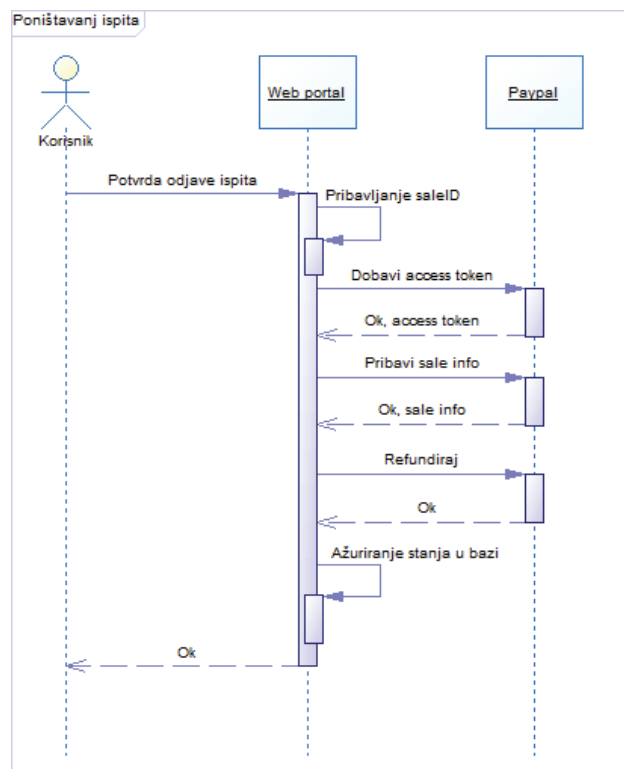 Poništavanj ispita
Web portal
Paypal
Korisnik
Potvrda odjave ispita
Pribavljanje saleID
Dobavi access token
Ok, access token
Pribavi sale info
Ok, sale info
Refundiraj
Ok
Ažuriranje stanja u bazi
Ok